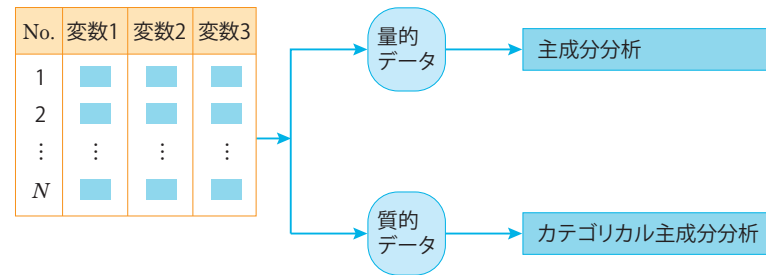 No. 変数1 変数2 変数3
1
2
⋮ ⋮ ⋮ ⋮
N
量的
データ
主成分分析
質的
データ
カテゴリカル主成分分析